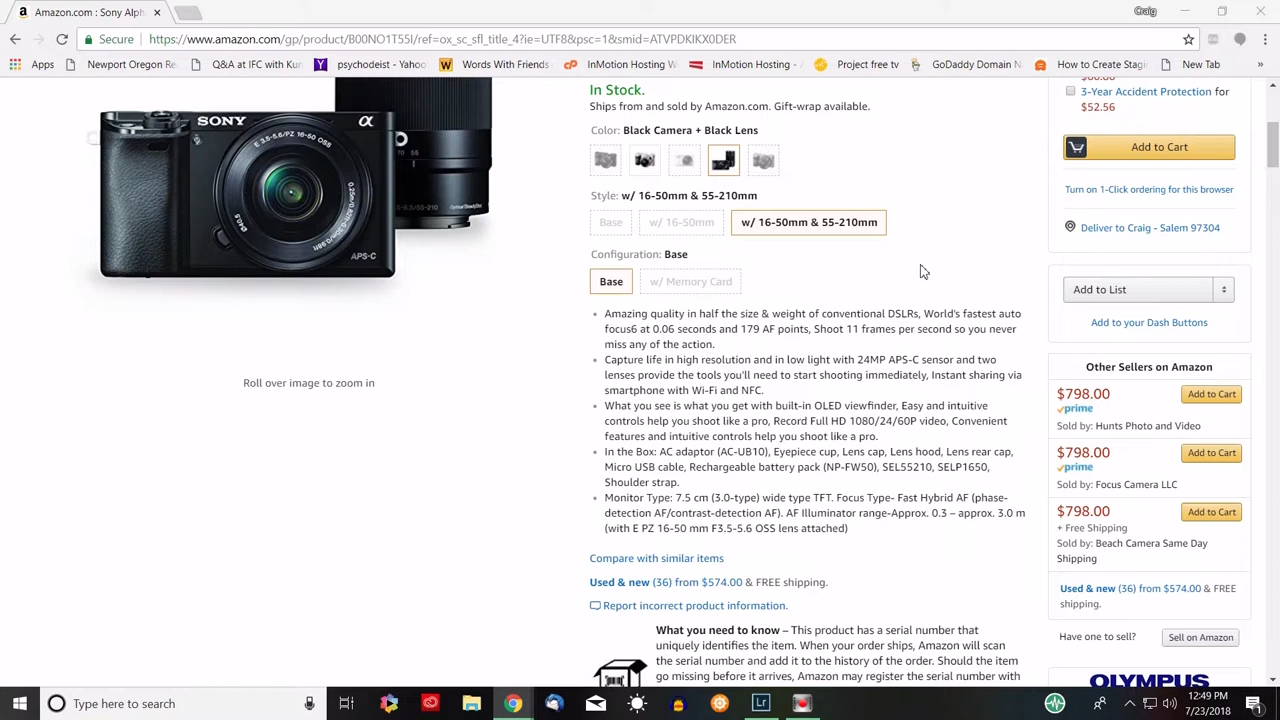 Amazon.com : Sony Alph
Craig
Secure
https://www.amazon.com/gp/product/B00NO1T55I/ref=ox_sc_sfl_title_4?ie=UTF8&psc=1&smid=ATVPDKIKX0DER
Apps
Newport Oregon Re
Q&A at IFC with Kur
psychodeist - Yahoo
Words With Friends
InMotion Hosting W
InMotion Hosting -
Project free tv
GoDaddy Domain N
How to Create Stag
New Tab
»
SONY
α
E 3.5-5.6/PZ 16-50 OSS
0.25m/0.82ft-0.3m/0.98ft
APS-C
Roll over image to zoom in
In Stock.
Ships from and sold by Amazon.com. Gift-wrap available.
Color: Black Camera + Black Lens
Style: w/ 16-50mm & 55-210mm
Base
w/ 16-50mm
w/ 16-50mm & 55-210mm
Configuration: Base
Base
w/ Memory Card
• Amazing quality in half the size & weight of conventional DSLRs, World's fastest auto
focus6 at 0.06 seconds and 179 AF points, Shoot 11 frames per second so you never
miss any of the action.
• Capture life in high resolution and in low light with 24MP APS-C sensor and two
lenses provide the tools you'll need to start shooting immediately, Instant sharing via
smartphone with Wi-Fi and NFC.
• What you see is what you get with built-in OLED viewfinder, Easy and intuitive
controls help you shoot like a pro, Record Full HD 1080/24/60P video, Convenient
features and intuitive controls help you shoot like a pro.
• In the Box: AC adaptor (AC-UB10), Eyepiece cup, Lens cap, Lens hood, Lens rear cap,
Micro USB cable, Rechargeable battery pack (NP-FW50), SEL55210, SELP1650,
Shoulder strap.
• Monitor Type: 7.5 cm (3.0-type) wide type TFT. Focus Type- Fast Hybrid AF (phase-
detection AF/contrast-detection AF). AF Illuminator range-Approx. 0.3 – approx. 3.0 m
(with E PZ 16-50 mm F3.5-5.6 OSS lens attached)
Compare with similar items
Used & new (36) from $574.00 & FREE shipping.
Report incorrect product information.
What you need to know – This product has a serial number that
uniquely identifies the item. When your order ships, Amazon will scan
the serial number and add it to the history of the order. Should the item
go missing before it arrives, Amazon may register the serial number with
3-Year Accident Protection for
$52.56
Add to Cart
Turn on 1-Click ordering for this browser
Deliver to Craig - Salem 97304
Add to List
Add to your Dash Buttons
Other Sellers on Amazon
$798.00
Add to Cart
prime
Sold by: Hunts Photo and Video
$798.00
Add to Cart
prime
Sold by: Focus Camera LLC
$798.00
Add to Cart
+ Free Shipping
Sold by: Beach Camera Same Day
Shipping
Used & new (36) from $574.00 & FREE
shipping.
Have one to sell?
Sell on Amazon
OLYMPUS
Type here to search
Lr
12:49 PM
7/23/2018